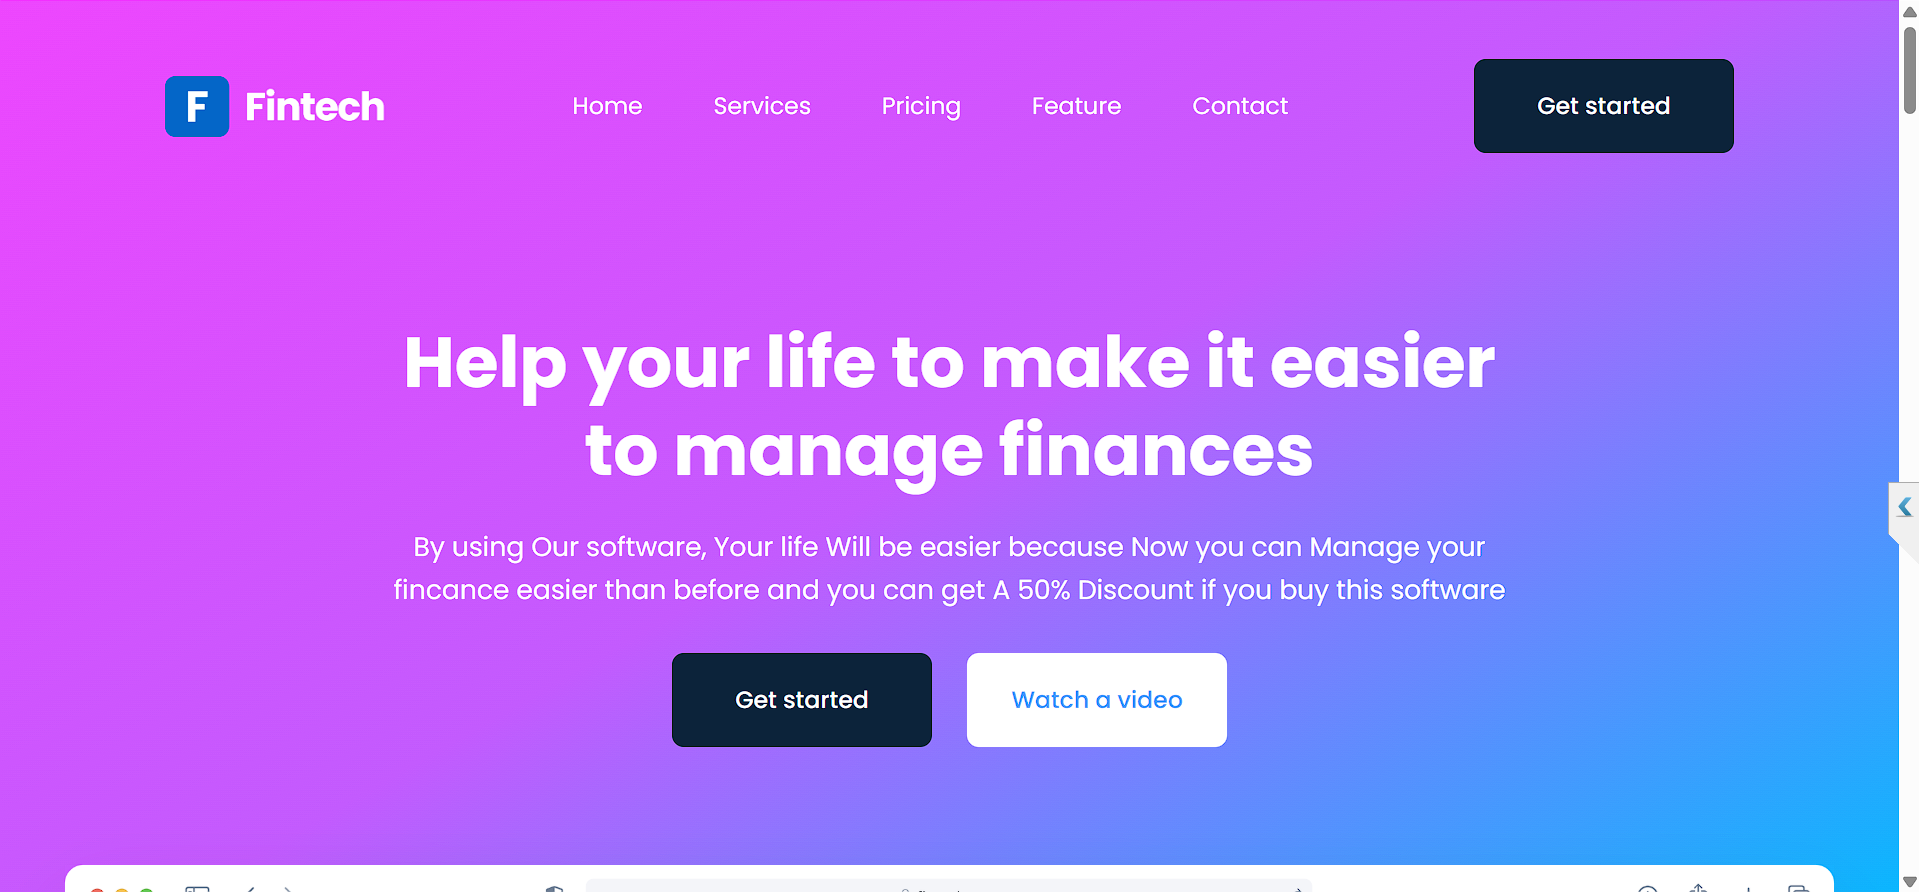 F Fintech
Home Services Pricing Feature Contact
Get started
Help your life to make it easier
to manage finances
By using Our software, Your life Will be easier because Now you can Manage your
fincance easier than before and you can get A 50% Discount if you buy this software
Get started
Watch a video